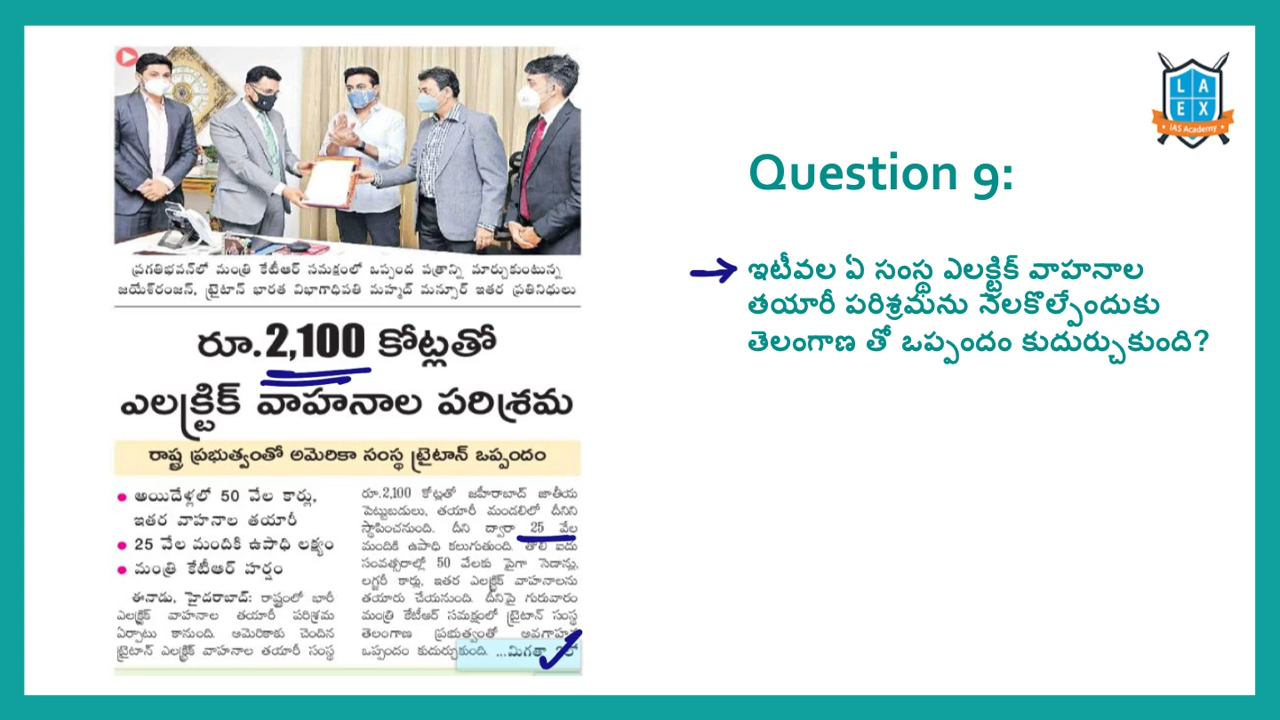 ప్రగతిభవన్‌లో మంత్రి కేటీఆర్ సమక్షంలో ఒప్పంద పత్రాన్ని మార్చుకుంటున్న
జయేశ్‌రంజన్, ట్రైటాన్ భారత విభాగాధిపతి మహ్మద్ మన్సూర్ ఇతర ప్రతినిధులు
రూ.2,100 కోట్లతో
ఎలక్ట్రిక్ వాహనాల పరిశ్రమ
రాష్ట్ర ప్రభుత్వంతో అమెరికా సంస్థ ట్రైటాన్ ఒప్పందం
• అయిదేళ్లలో 50 వేల కార్లు,
ఇతర వాహనాల తయారీ
• 25 వేల మందికి ఉపాధి లక్ష్యం
• మంత్రి కేటీఆర్ హర్షం
ఈనాడు, హైదరాబాద్: రాష్ట్రంలో భారీ
ఎలక్ట్రిక్ వాహనాల తయారీ పరిశ్రమ
ఏర్పాటు కానుంది. అమెరికాకు చెందిన
ట్రైటాన్ ఎలక్ట్రిక్ వాహనాల తయారీ సంస్థ
రూ.2,100 కోట్లతో జహీరాబాద్ జాతీయ
పెట్టుబడులు, తయారీ మండలిలో దీనిని
స్థాపించనుంది. దీని ద్వారా 25 వేల
మందికి ఉపాధి కలుగుతుంది. తొలి ఐదు
సంవత్సరాల్లో 50 వేలకు పైగా సెడాన్లు,
లగ్జరీ కార్లు, ఇతర ఎలక్ట్రిక్ వాహనాలను
తయారు చేయనుంది. దీనిపై గురువారం
మంత్రి కేటీఆర్ సమక్షంలో ట్రైటాన్ సంస్థ
తెలంగాణ ప్రభుత్వంతో అవగాహన
ఒప్పందం కుదుర్చుకుంది. ...మిగతా 2లో
L A
E X
IAS Academy
Question 9:
ఇటీవల ఏ సంస్థ ఎలక్ట్రిక్ వాహనాల
తయారీ పరిశ్రమను నెలకొల్పేందుకు
తెలంగాణ తో ఒప్పందం కుదుర్చుకుంది?